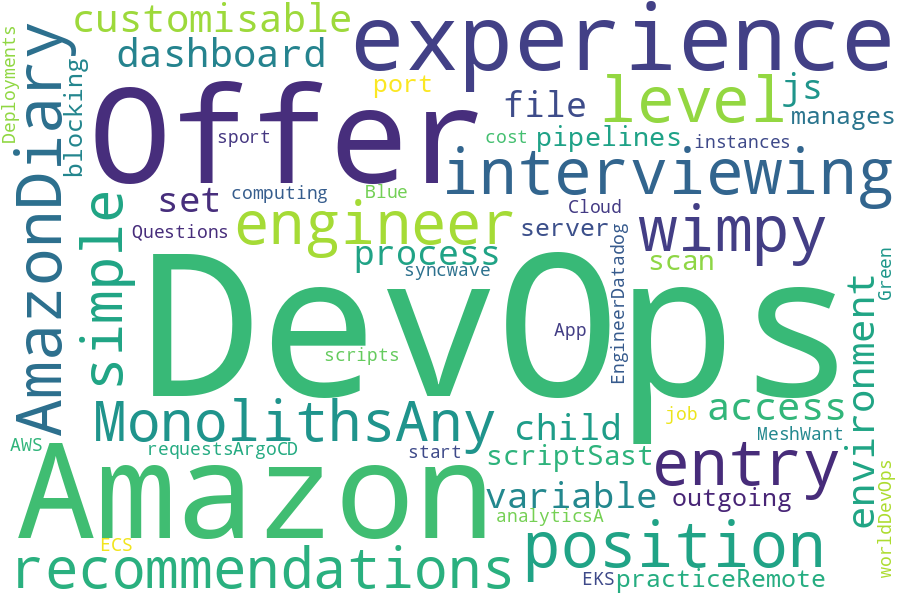 customisable
experience
Deployments
AmazonDiary
dashboard
blocking
port
Offer
file
level
js
manages
sport
cost
pipelines
instances
interviewing
set
computing
Blue
simple
Questions
engineer
Cloud
server
wimpy
process
syncwave
EngineerDatadog
scan
Green
DevOps
App
environment
scripts
MonolithsAny
child
job
access
MeshWant
AWS
requestsArgoCD
start
scriptSast
entry
Amazon
variable
outgoing
worldDevOps
analyticsA
ECS
position
recommendations
EKS
practiceRemote